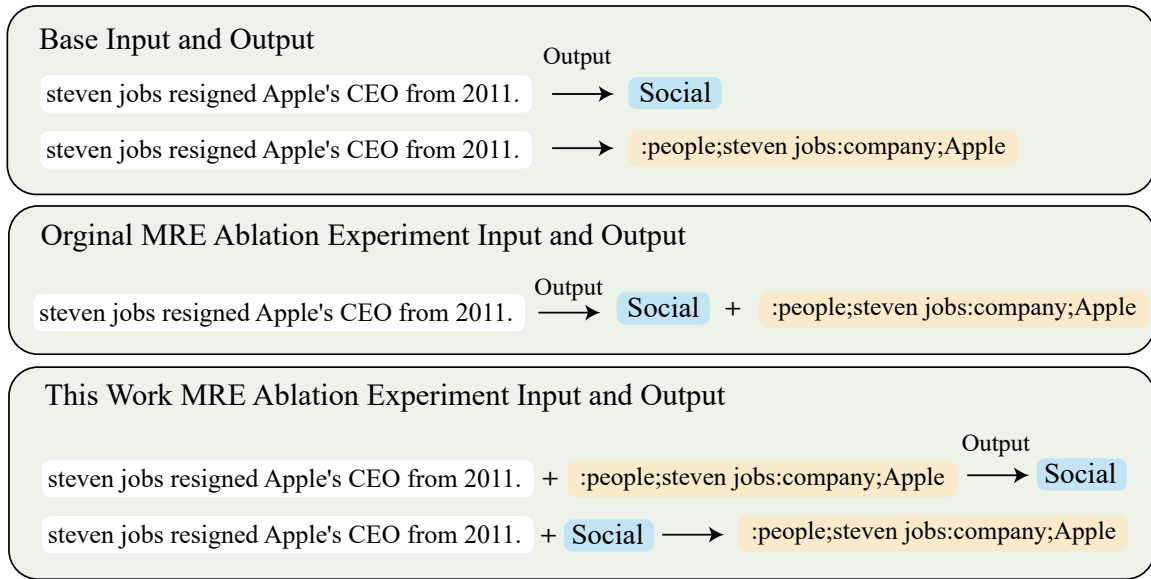 Base Input and Output
Output
steven jobs resigned Apple's CEO from 2011. Social
steven jobs resigned Apple's CEO from 2011. :people;steven jobs:company;Apple
Orginal MRE Ablation Experiment Input and Output
Output
steven jobs resigned Apple's CEO from 2011. Social + :people;steven jobs:company;Apple
This Work MRE Ablation Experiment Input and Output
Output
steven jobs resigned Apple's CEO from 2011. + :people;steven jobs:company;Apple Social
steven jobs resigned Apple's CEO from 2011. + Social :people;steven jobs:company;Apple